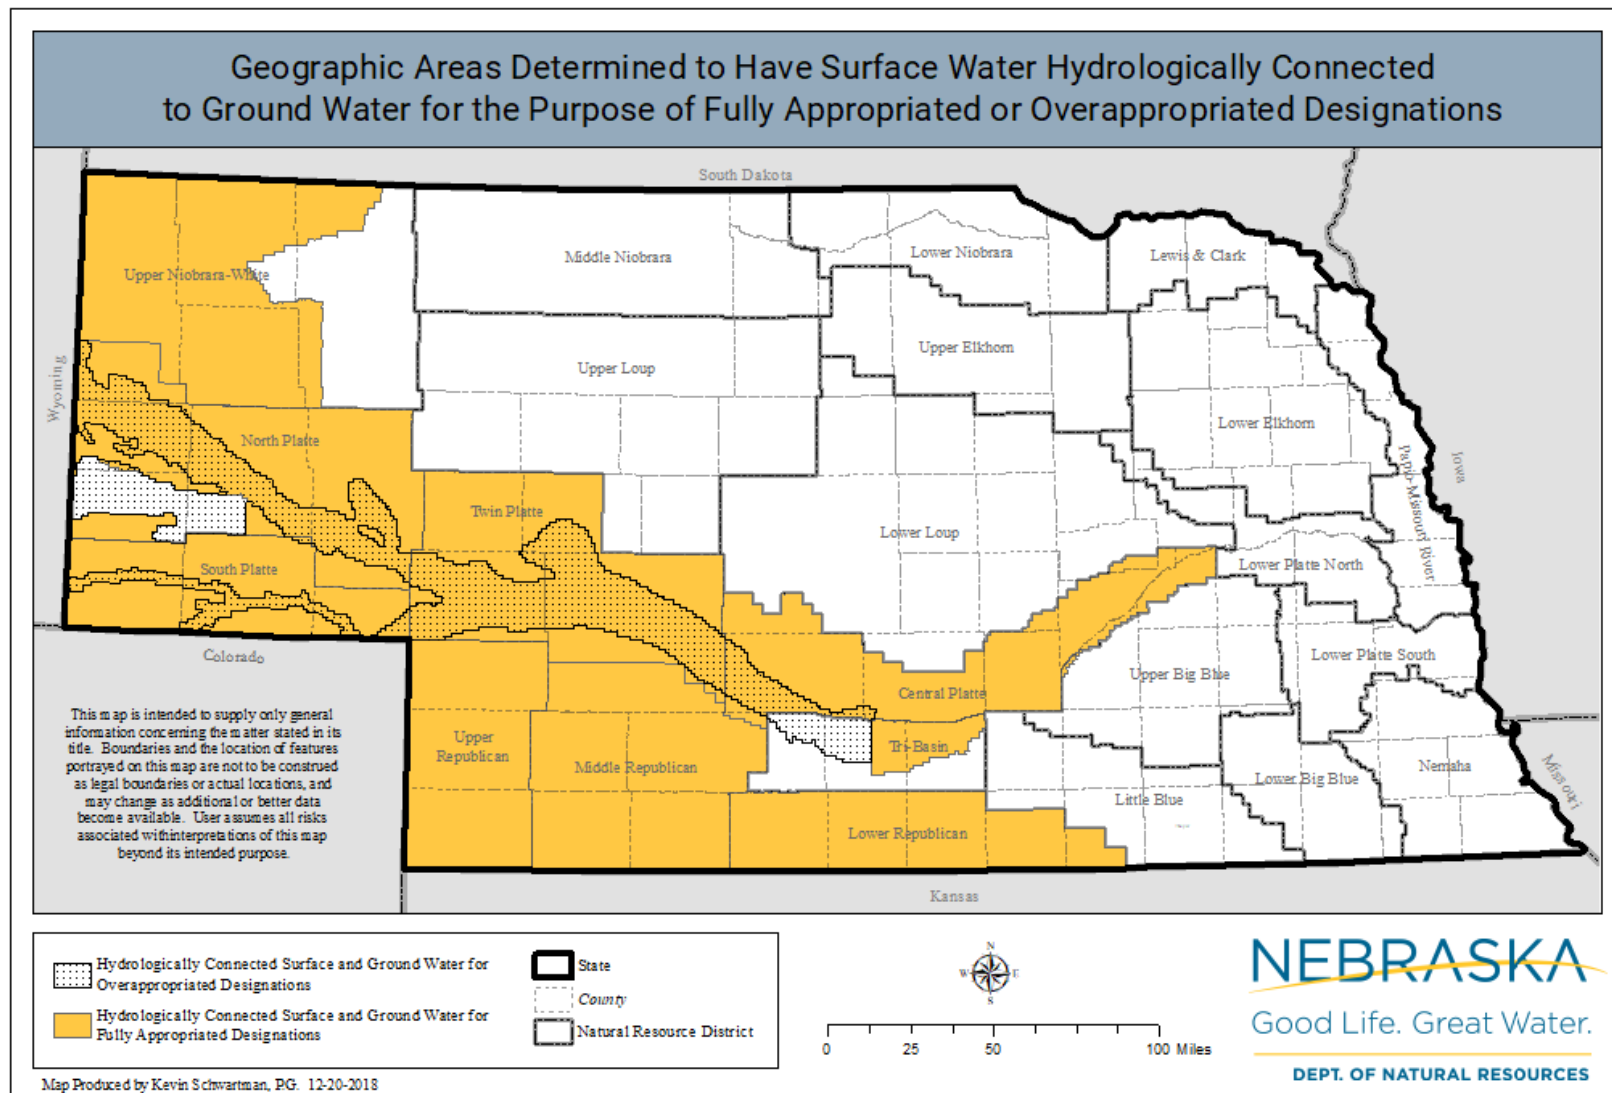 Geographic Areas Determined to Have Surface Water Hydrologically Connected
to Ground Water for the Purpose of Fully Appropriated or Overappropriated Designations
South Dakota
Middle Niobrara
Lower Niobrara
Lewis & Clark
Upper Niobrara-White
Upper Elkhorn
Upper Loup
Wyoming
Lower Elkhorn
North Platte
Iowa
Papio-Missouri River
Twin Platte
Lower Loup
South Platte
Lower Platte North
Colorado
Lower Platte South
Upper Big Blue
Central Platte
This map is intended to supply only general
information concerning the matter stated in its
title. Boundaries and the location of features
portrayed on this map are not to be construed
as legal boundaries or actual locations, and
may change as additional or better data
become available. User assumes all risks
associated withinterpretations of this map
beyond its intended purpose.
Upper
Republican
Tri-Basin
Middle Republican
Nemaha
Lower Big Blue
Missouri
Little Blue
Lower Republican
Kansas
Hydrologically Connected Surface and Ground Water for
Overappropriated Designations
Hydrologically Connected Surface and Ground Water for
Fully Appropriated Designations
State
County
Natural Resource District
N
W E
S
0 25 50 100 Miles
NEBRASKA
Good Life. Great Water.
DEPT. OF NATURAL RESOURCES
Map Produced by Kevin Schwartman, P.G. 12-20-2018